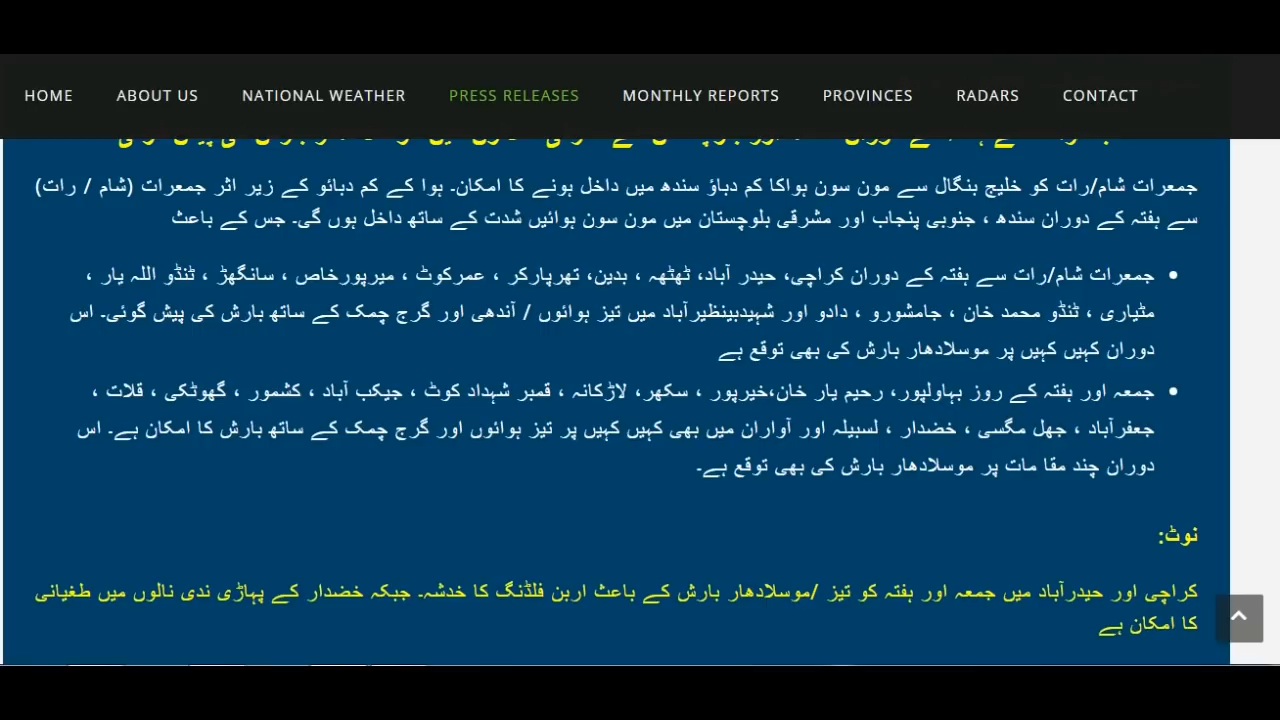 HOME ABOUT US NATIONAL WEATHER PRESS RELEASES MONTHLY REPORTS PROVINCES RADARS CONTACT
جمعرات شام/رات کو خلیج بنگال سے مون سون ہواکا کم دباؤ سندھ میں داخل ہونے کا امکان۔ ہوا کے کم دبائو کے زیر اثر جمعرات (شام / رات)
سے ہفتہ کے دوران سندھ ، جنوبی پنجاب اور مشرقی بلوچستان میں مون سون ہوائیں شدت کے ساتھ داخل ہوں گی۔ جس کے باعث
• جمعرات شام/رات سے ہفتہ کے دوران کراچی، حیدر آباد، ٹھٹھہ ، بدین، تھرپارکر ، عمرکوٹ ، میرپورخاص ، سانگھڑ ، ٹنڈو اللہ یار ،
مٹیاری ، ٹنڈو محمد خان ، جامشورو ، دادو اور شہیدبینظیرآباد میں تیز ہوائوں / آندھی اور گرج چمک کے ساتھ بارش کی پیش گوئی۔ اس
دوران کہیں کہیں پر موسلادھار بارش کی بھی توقع ہے
• جمعہ اور ہفتہ کے روز بہاولپور، رحیم یار خان،خیرپور ، سکھر، لاڑکانہ ، قمبر شہداد کوٹ ، جیکب آباد ، کشمور ، گھوٹکی ، قلات ،
جعفرآباد ، جھل مگسی ، خضدار ، لسبیلہ اور آواران میں بھی کہیں کہیں پر تیز ہوائوں اور گرج چمک کے ساتھ بارش کا امکان ہے۔ اس
دوران چند مقا مات پر موسلادھار بارش کی بھی توقع ہے۔
نوٹ:
کراچی اور حیدرآباد میں جمعہ اور ہفتہ کو تیز /موسلادھار بارش کے باعث اربن فلڈنگ کا خدشہ۔ جبکہ خضدار کے پہاڑی ندی نالوں میں طغیانی
کا امکان ہے